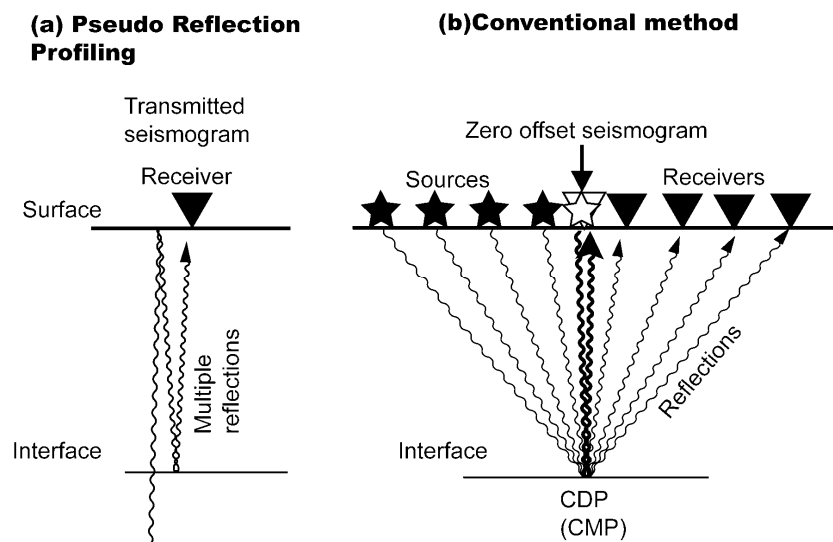 (a) Pseudo Reflection
Profiling
Transmitted
seismogram
Receiver
Surface
Multiple
reflections
Interface
(b)Conventional method
Zero offset seismogram
Sources
Receivers
Reflections
Interface
CDP
(CMP)